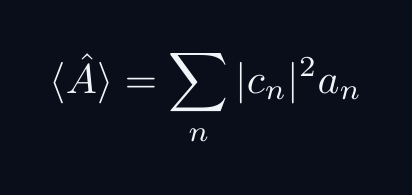 ⟨Â⟩ = ∑ₙ |cₙ|² aₙ